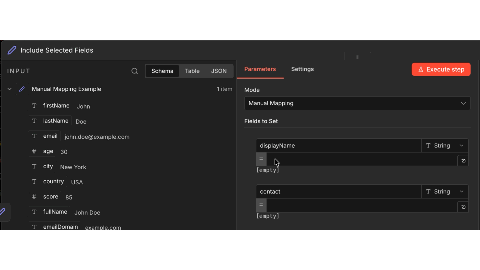 Include Selected Fields
INPUT
Schema
Table
JSON
Manual Mapping Example
1 item
T firstName John
T lastName Doe
T email john.doe@example.com
# age 30
T city New York
T country USA
# score 85
T fullName John Doe
T emailDomain example.com
Parameters
Settings
Execute step
Mode
Manual Mapping
Fields to Set
displayName
T String
=
[empty]
contact
T String
=
[empty]